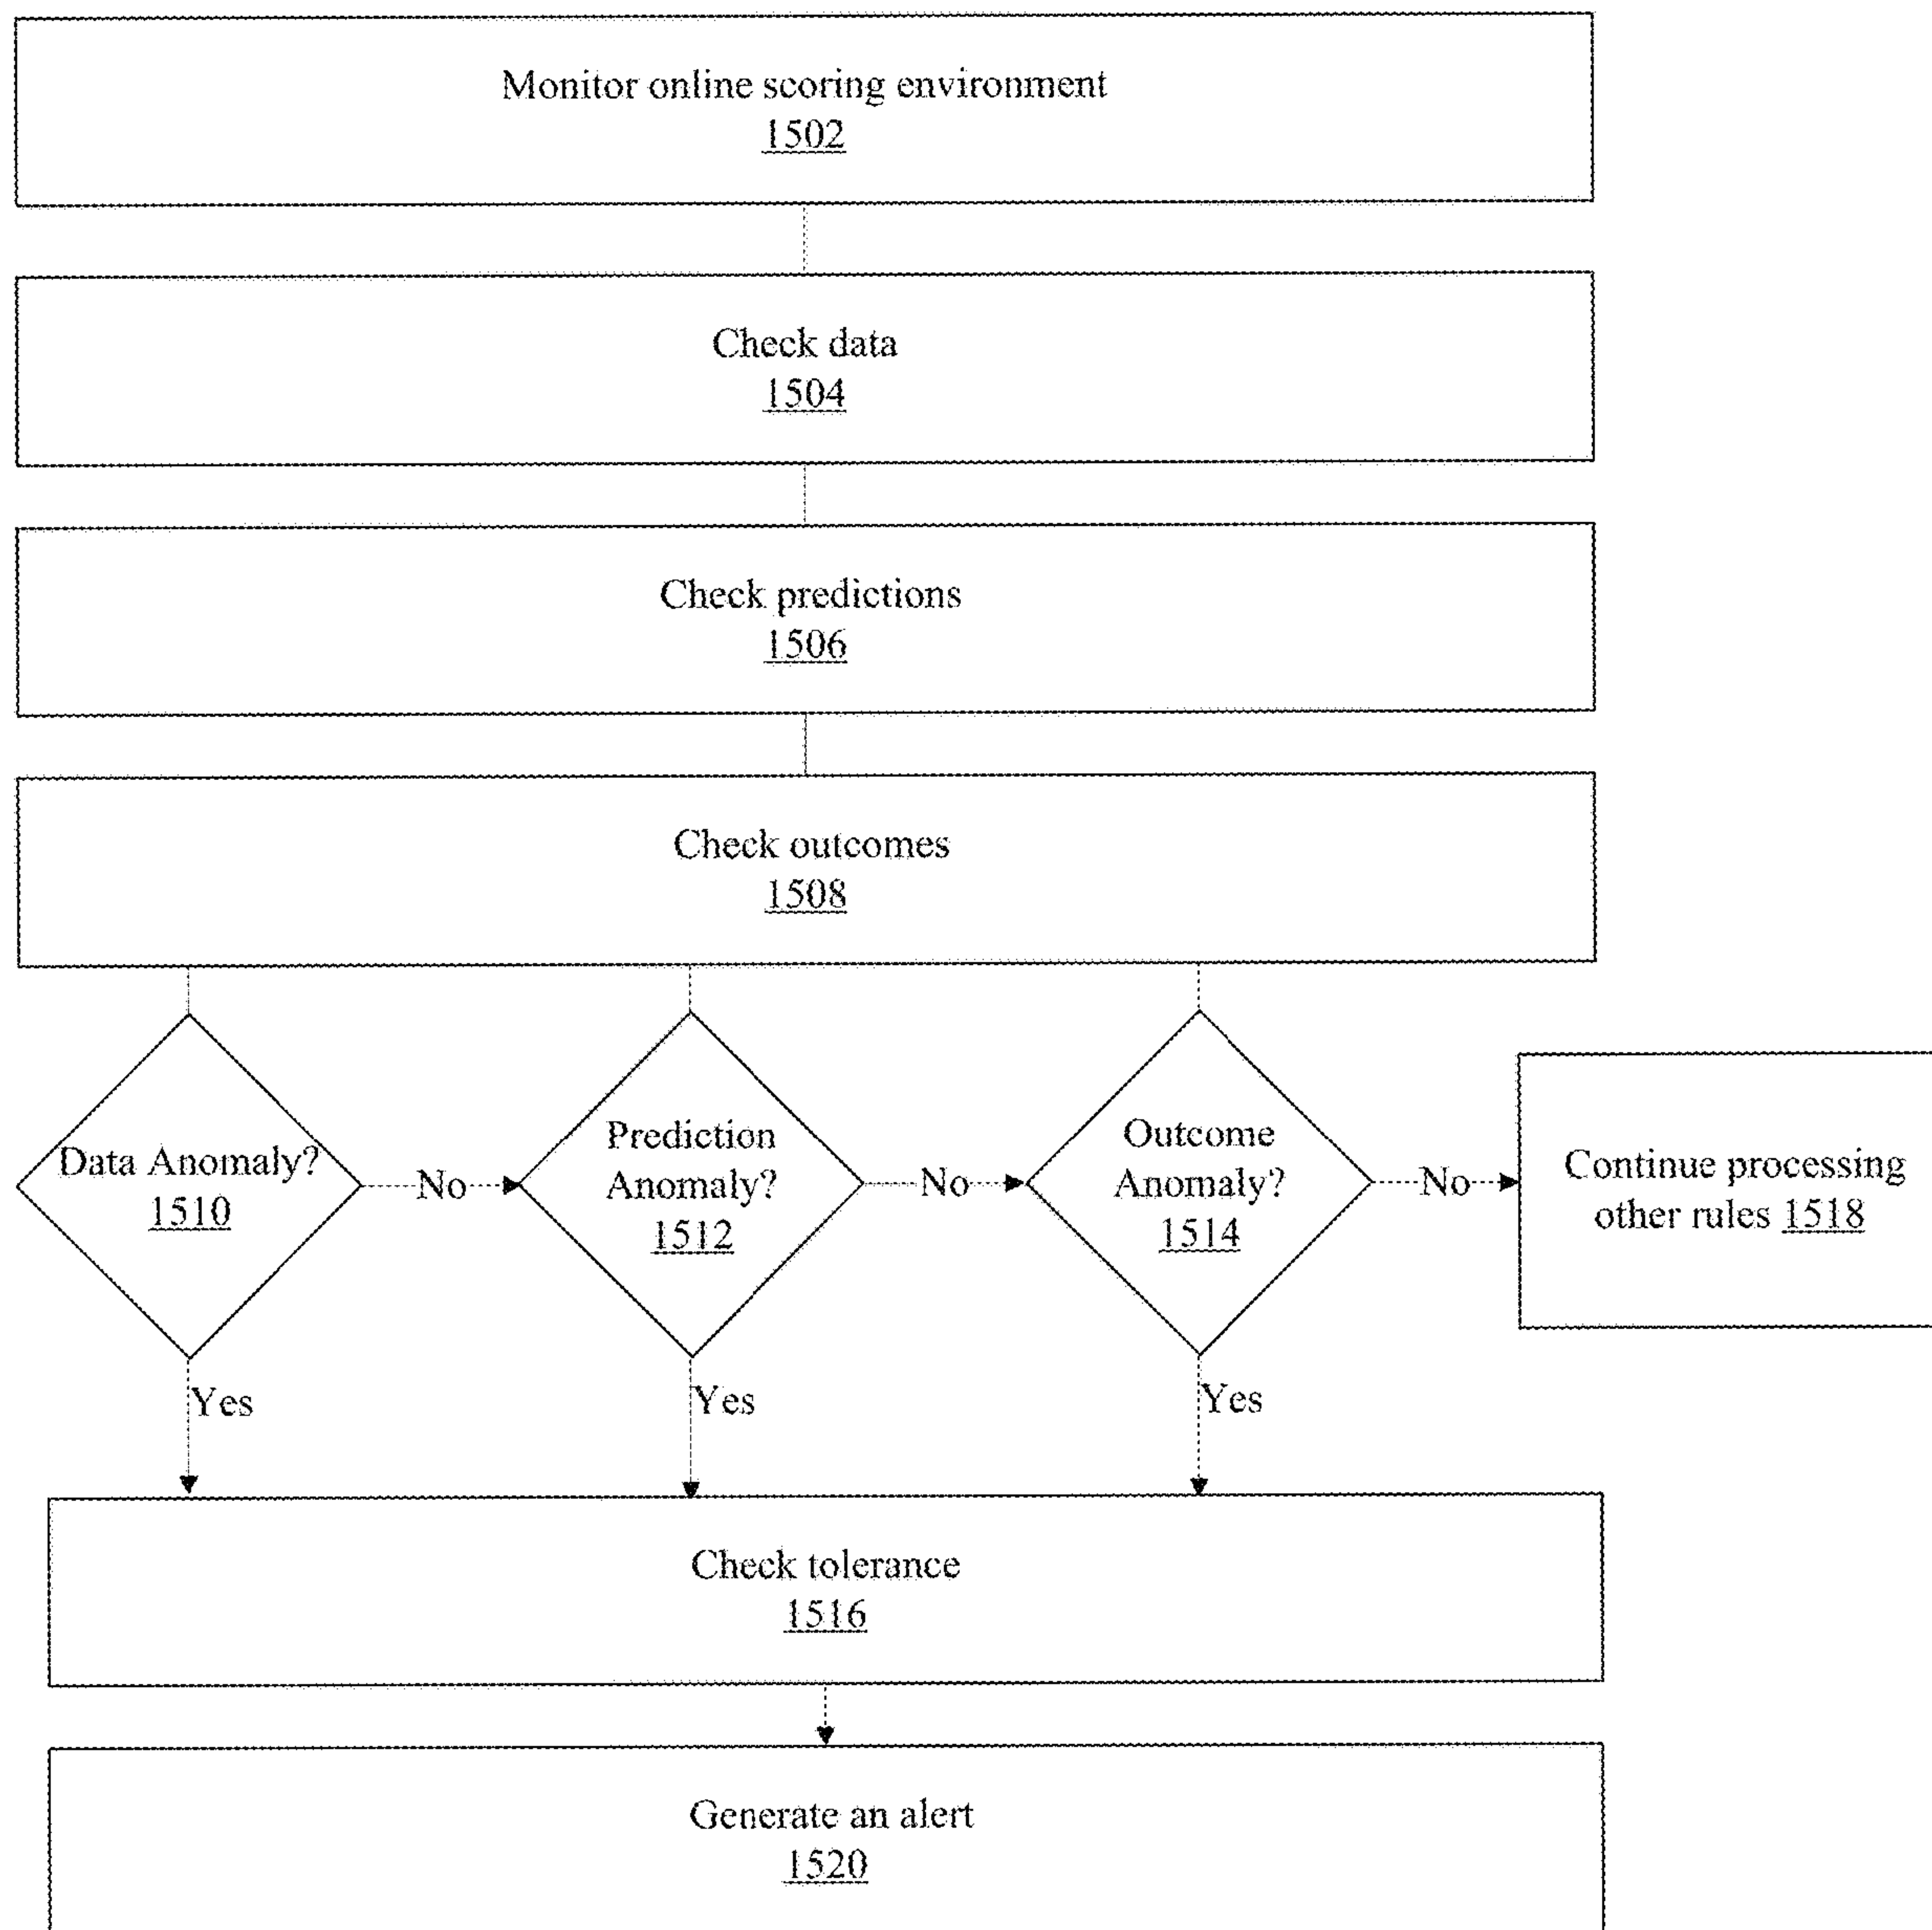 Monitor online scoring environment
1502
Check data
1504
Check predictions
1506
Check outcomes
1508
Data Anomaly?
1510
No
Prediction
Anomaly?
1512
No
Outcome
Anomaly?
1514
No
Continue processing
other rules 1518
Yes
Yes
Yes
Check tolerance
1516
Generate an alert
1520